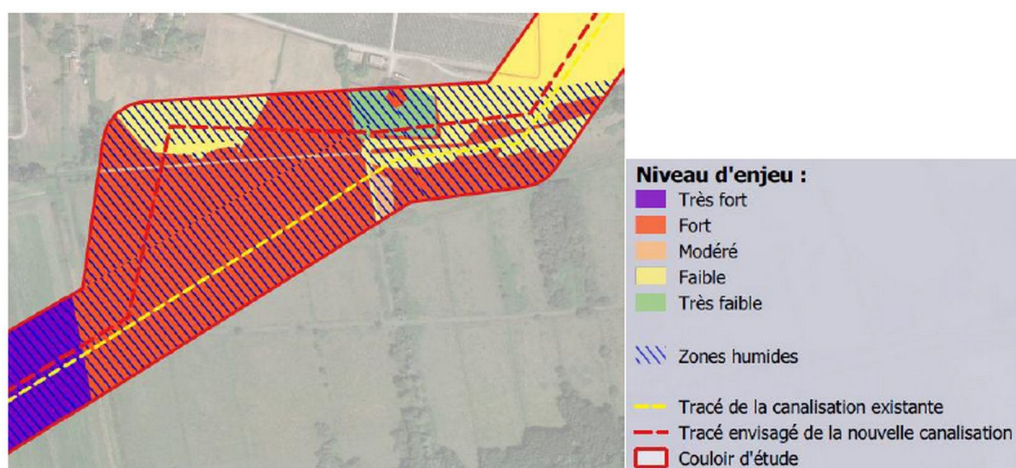 Niveau d'enjeu :
Très fort
Fort
Modéré
Faible
Très faible
Zones humides
Tracé de la canalisation existante
Tracé envisagé de la nouvelle canalisation
Couloir d'étude